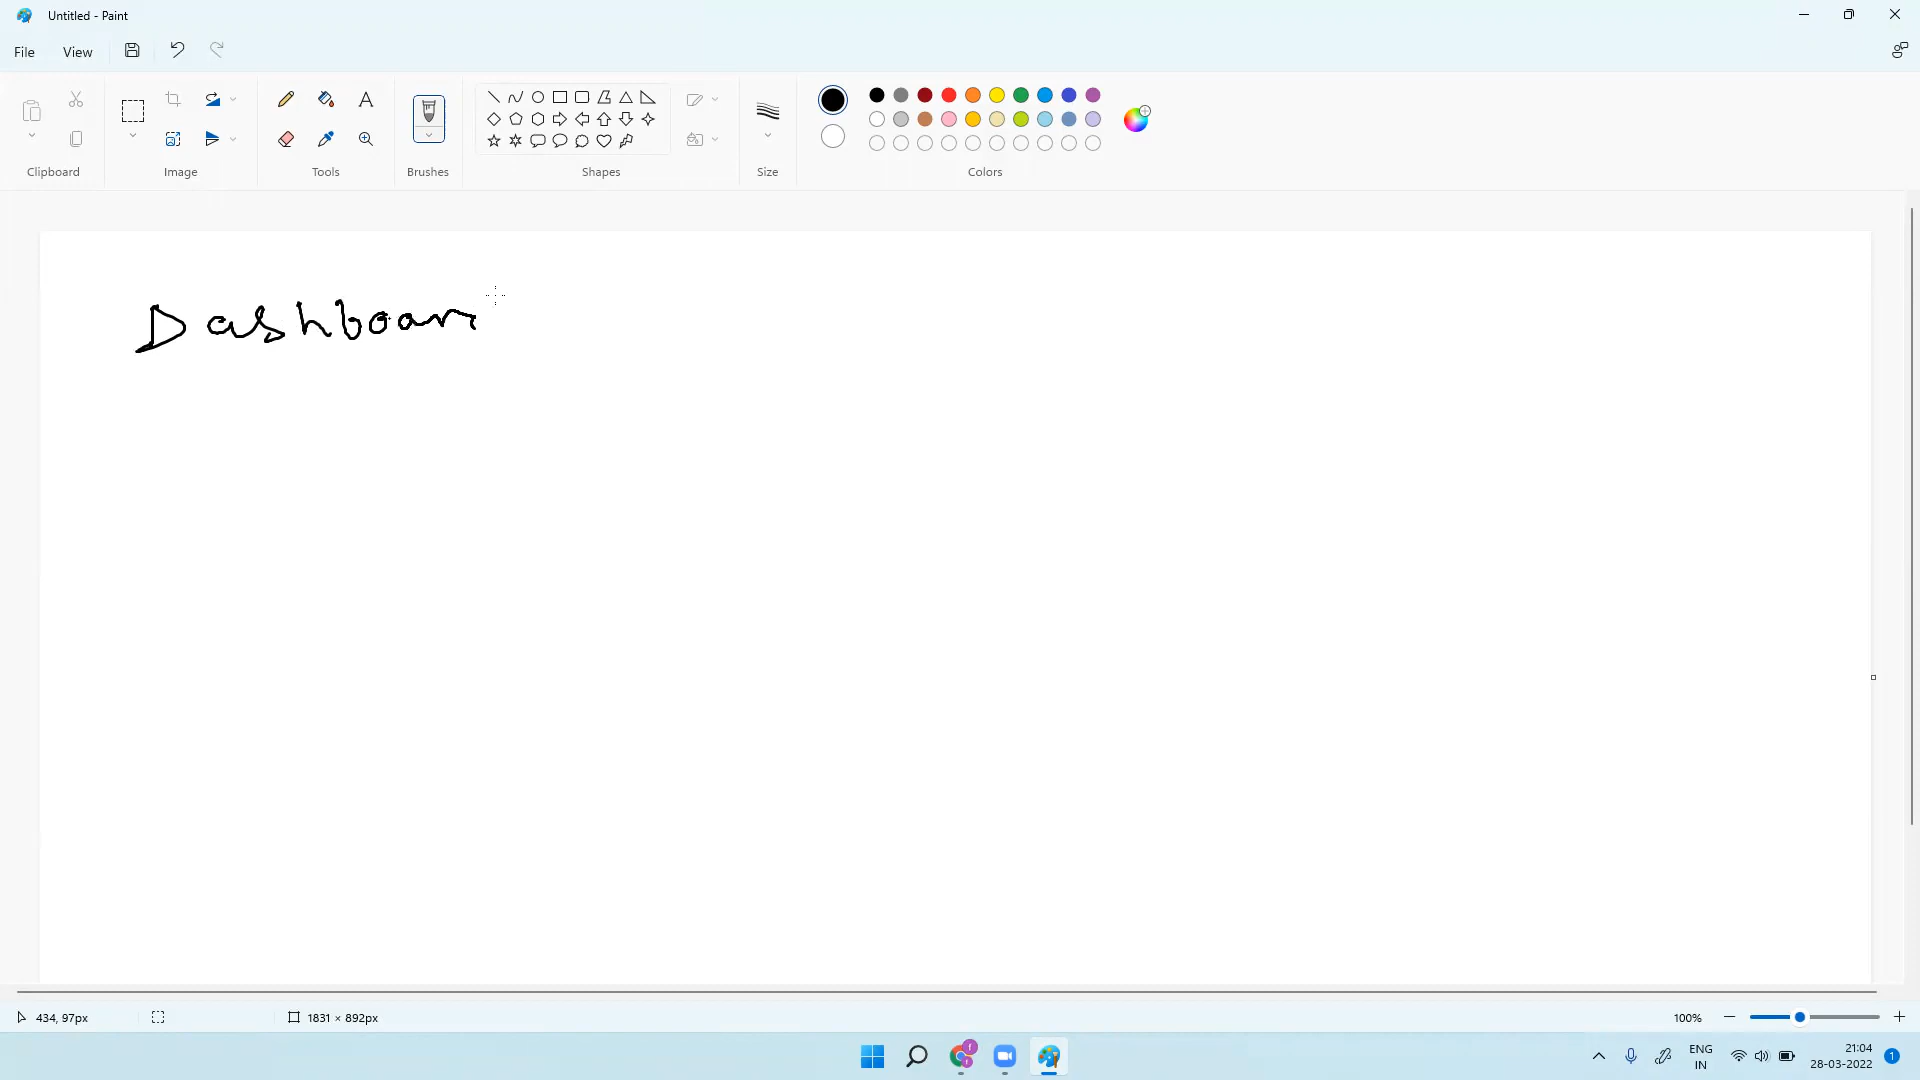 Untitled - Paint
File View
Clipboard Image Tools Brushes Shapes Size Colors
Dashboar
434, 97px 1831 × 892px 100%
ENG 21:04
IN 28-03-2022 1